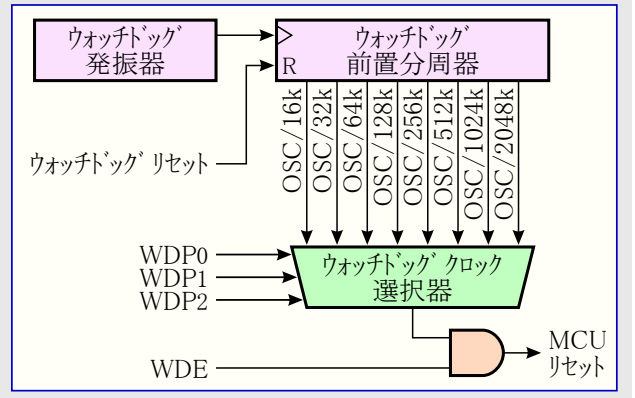 ウォッチドッグ
発振器
ウォッチドッグ
前置分周器
R
OSC/16k
OSC/32k
OSC/64k
OSC/128k
OSC/256k
OSC/512k
OSC/1024k
OSC/2048k
ウォッチドッグ リセット
WDP0
WDP1
WDP2
ウォッチドッグ クロック
選択器
WDE
MCU
リセット